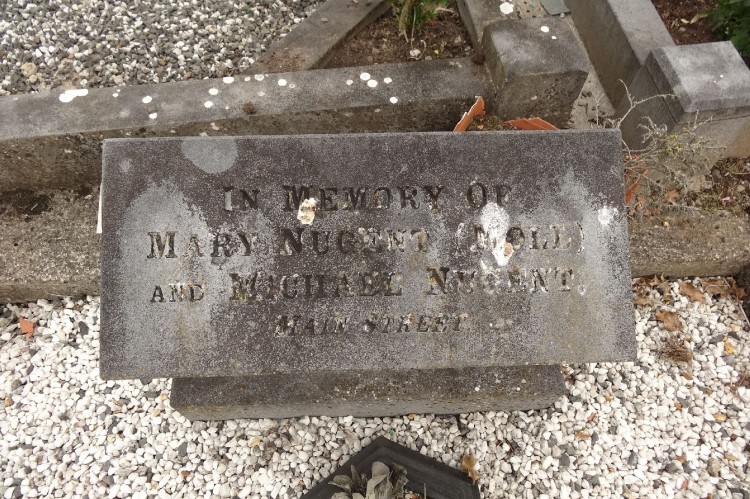 IN MEMORY OF
MARY NUGENT (MOLL)
AND MICHAEL NUGENT.
MAIN STREET